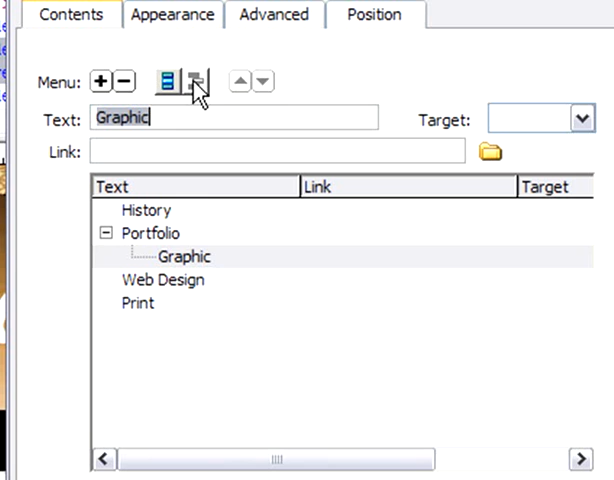 Contents Appearance Advanced Position
Menu:
Text: Graphic Target:
Link:
Text Link Target
History
Portfolio
Graphic
Web Design
Print